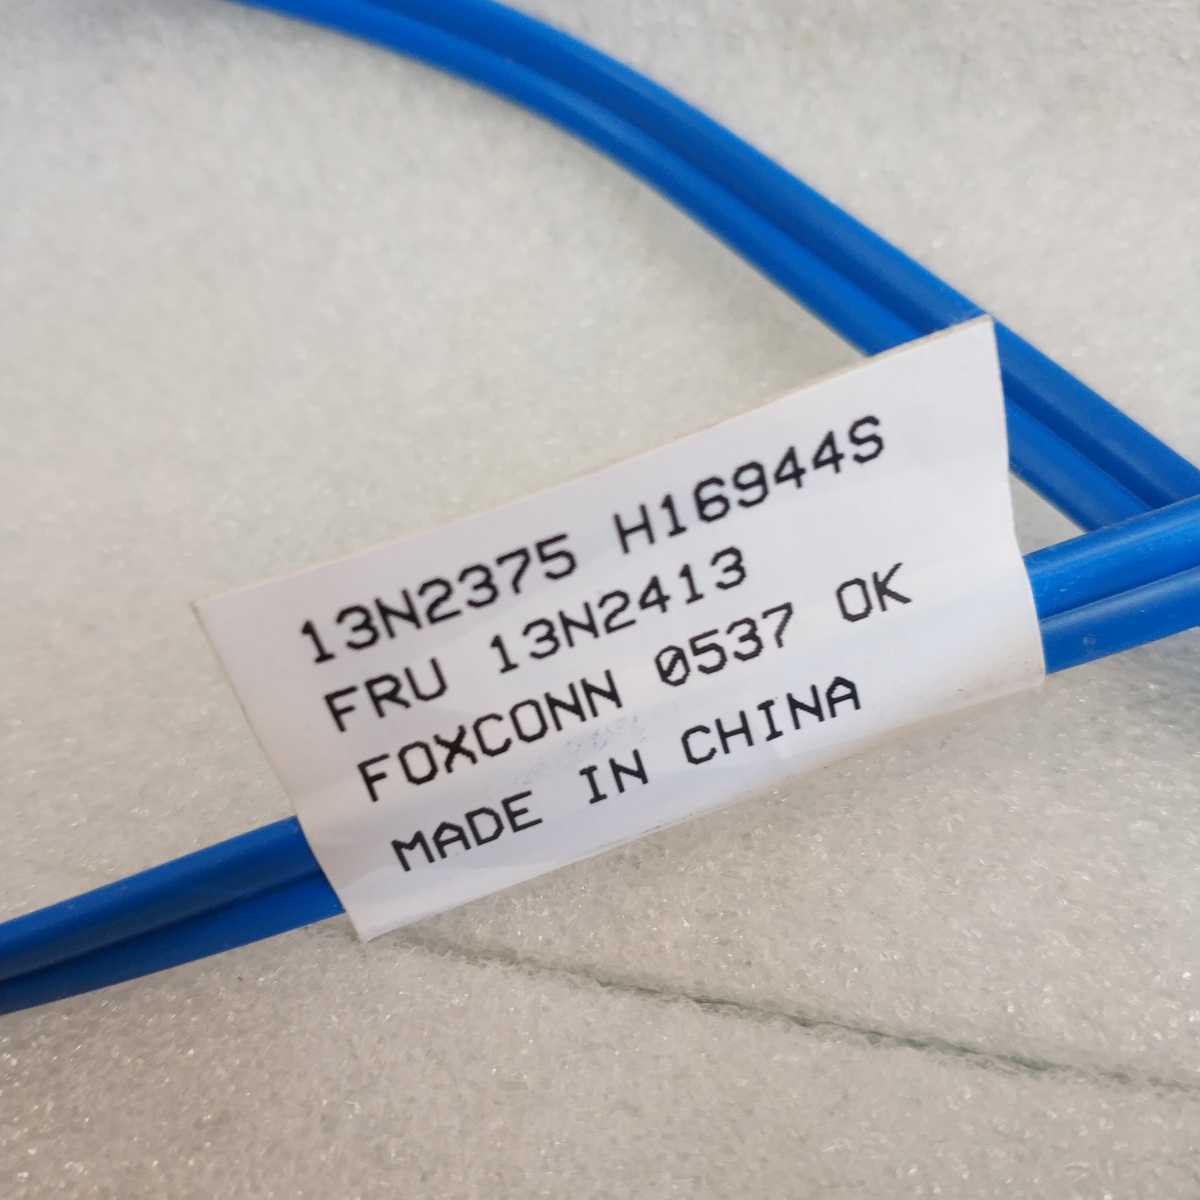 13N2375 H16944S
FRU 13N2413
FOXCONN 0537 OK
MADE IN CHINA